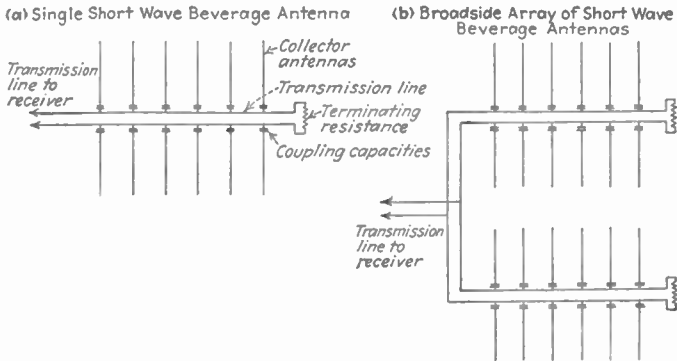 (a) Single Short Wave Beverage Antenna
Collector
antennas
Transmission
line to
receiver
Transmission line
Terminating
resistance
Coupling capacities
(b) Broadside Array of Short Wave
Beverage Antennas
Transmission
line to
receiver